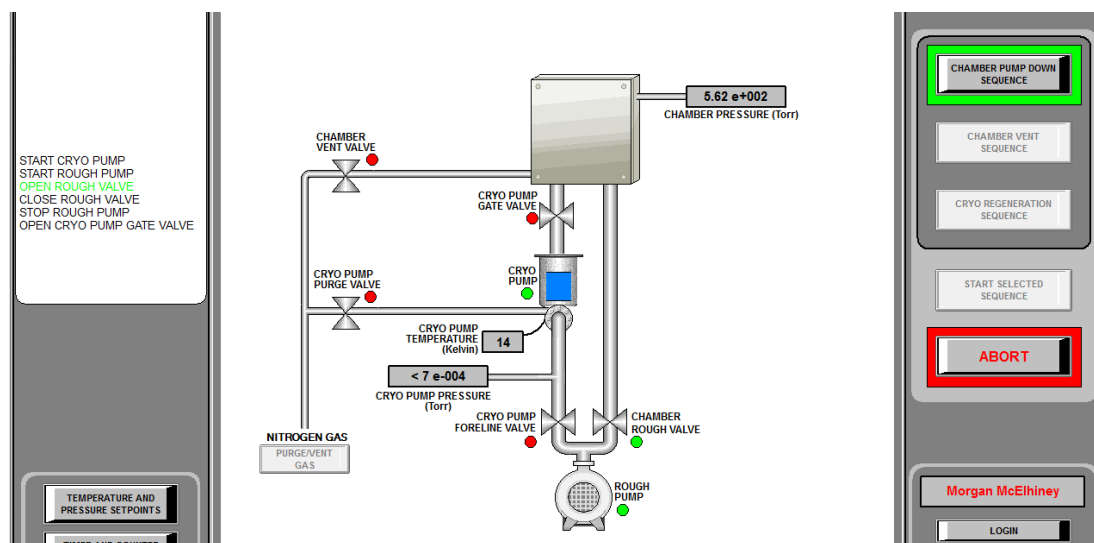 START CRYO PUMP
START ROUGH PUMP
OPEN ROUGH VALVE
CLOSE ROUGH VALVE
STOP ROUGH PUMP
OPEN CRYO PUMP GATE VALVE
TEMPERATURE AND
PRESSURE SETPOINTS
5.62 e+002
CHAMBER PRESSURE (Torr)
CHAMBER
VENT VALVE
CRYO PUMP
GATE VALVE
CRYO
PUMP
CRYO PUMP
PURGE VALVE
CRYO PUMP
TEMPERATURE
(Kelvin)
14
< 7 e-004
CRYO PUMP PRESSURE
(Torr)
CRYO PUMP
FORELINE VALVE
CHAMBER
ROUGH VALVE
NITROGEN GAS
PURGE/VENT
GAS
ROUGH
PUMP
CHAMBER PUMP DOWN
SEQUENCE
CHAMBER VENT
SEQUENCE
CRYO REGENERATION
SEQUENCE
START SELECTED
SEQUENCE
ABORT
Morgan McElhiney
LOGIN